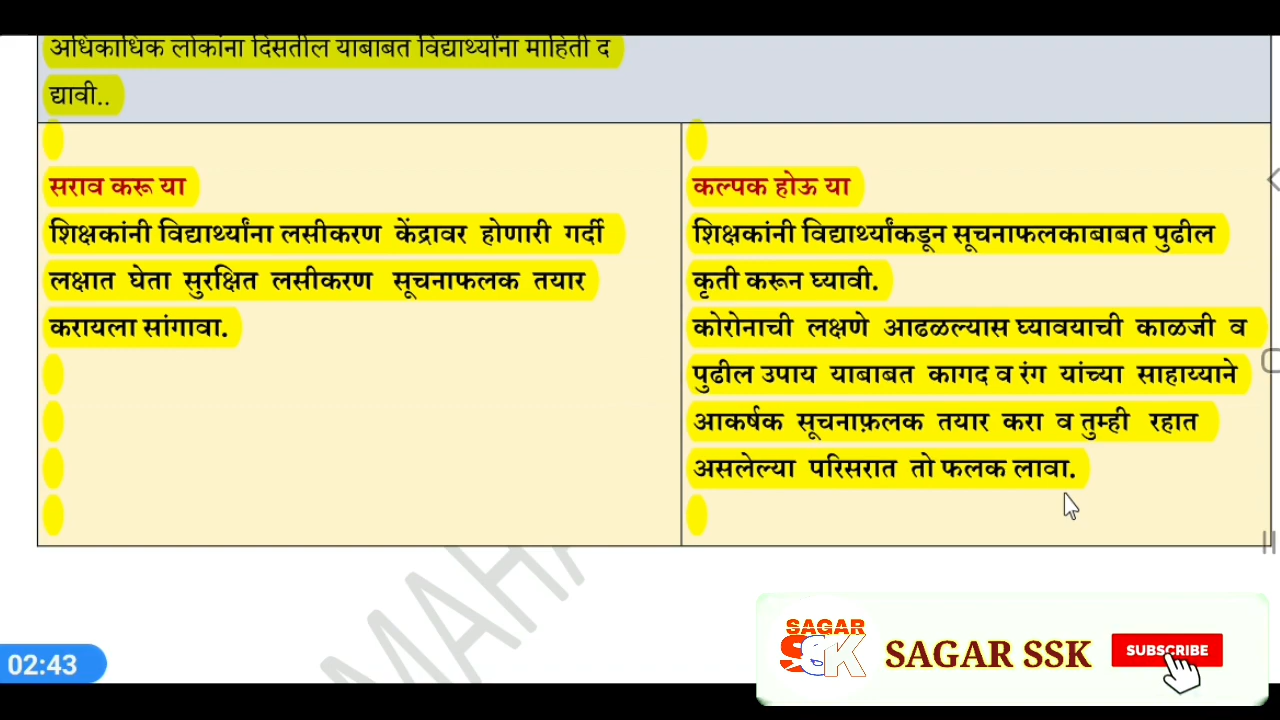 अधिकाधिक लोकांना दिसतील याबाबत विद्यार्थ्यांना माहिती द
द्यावी..
सराव करू या
शिक्षकांनी विद्यार्थ्यांना लसीकरण केंद्रावर होणारी गर्दी
लक्षात घेता सुरक्षित लसीकरण सूचनाफलक तयार
करायला सांगावा.
कल्पक होऊ या
शिक्षकांनी विद्यार्थ्यांकडून सूचनाफलकाबाबत पुढील
कृती करून घ्यावी.
कोरोनाची लक्षणे आढळल्यास घ्यावयाची काळजी व
पुढील उपाय याबाबत कागद व रंग यांच्या साहाय्याने
आकर्षक सूचनाफ़लक तयार करा व तुम्ही रहात
असलेल्या परिसरात तो फलक लावा.
MAHA
02:43
SAGAR
SSK
SAGAR SSK
SUBSCRIBE